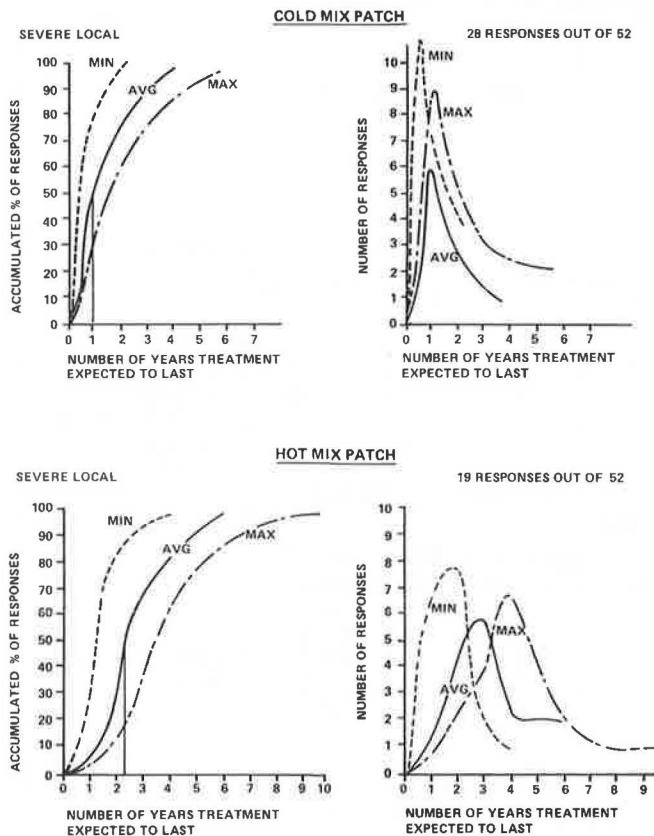 COLD MIX PATCH
SEVERE LOCAL
28 RESPONSES OUT OF 52
ACCUMULATED % OF RESPONSES
100
90
80
70
60
50
40
30
20
10
0
MIN
AVG
MAX
0 1 2 3 4 5 6 7
NUMBER OF YEARS TREATMENT
EXPECTED TO LAST
NUMBER OF RESPONSES
10
9
8
7
6
5
4
3
2
1
0
MIN
MAX
AVG
0 1 2 3 4 5 6 7
NUMBER OF YEARS TREATMENT
EXPECTED TO LAST
HOT MIX PATCH
SEVERE LOCAL
19 RESPONSES OUT OF 52
ACCUMULATED % OF RESPONSES
100
90
80
70
60
50
40
30
20
10
0
MIN
AVG
MAX
0 1 2 3 4 5 6 7 8 9 10
NUMBER OF YEARS TREATMENT
EXPECTED TO LAST
NUMBER OF RESPONSES
10
9
8
7
6
5
4
3
2
1
0
MIN
MAX
AVG
0 1 2 3 4 5 6 7 8 9
NUMBER OF YEARS TREATMENT
EXPECTED TO LAST